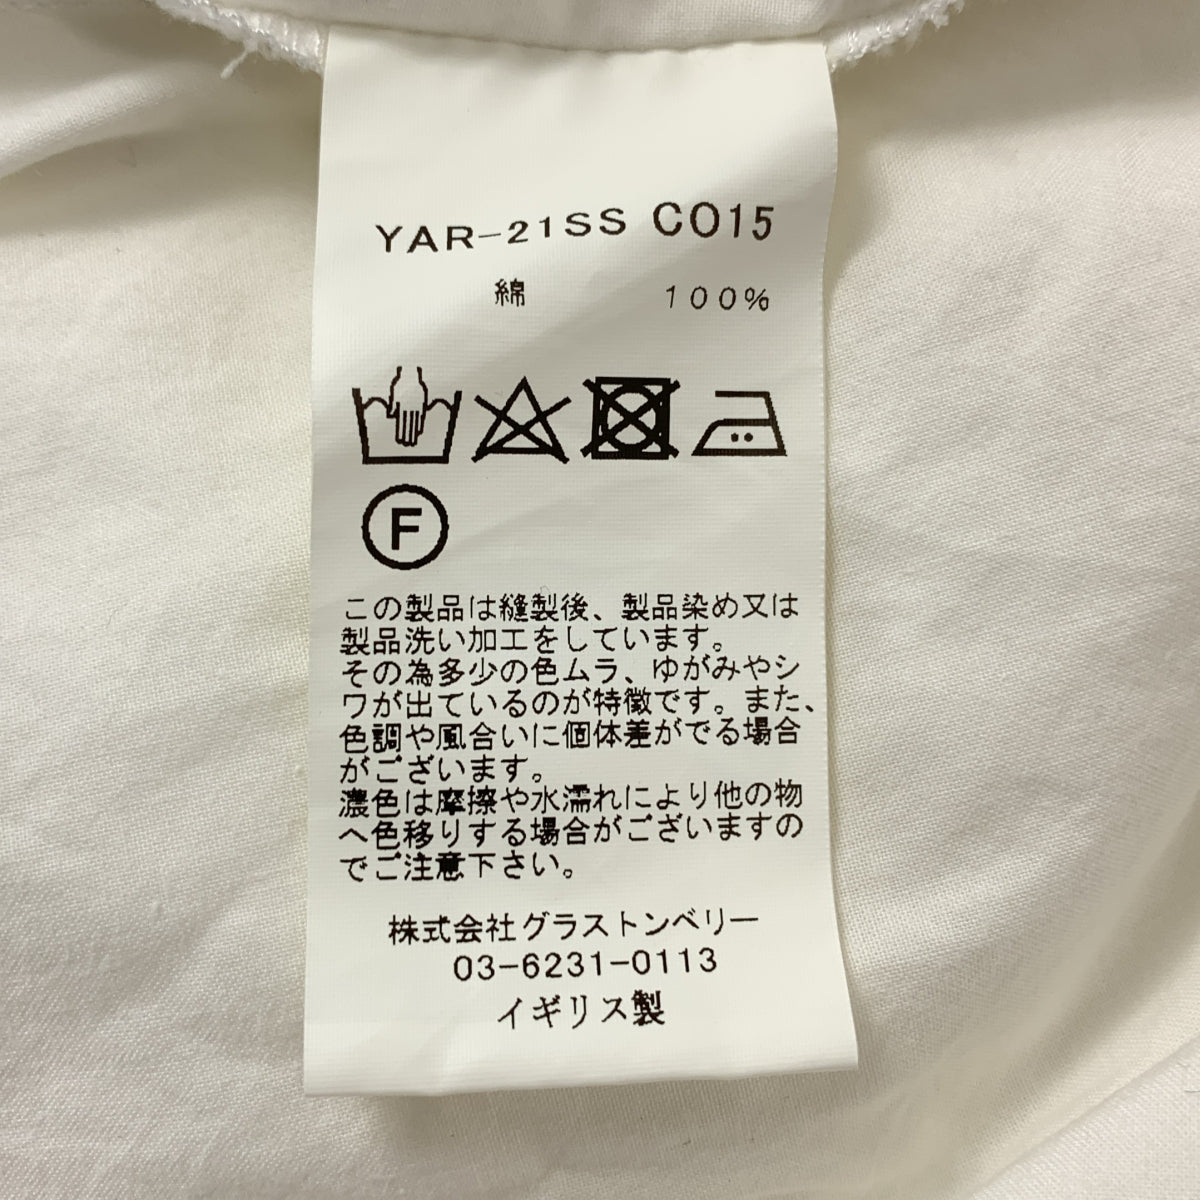 YAR-21SS CO15
綿 100%
F
この製品は縫製後、製品染め又は
製品洗い加工をしています。
その為多少の色ムラ、ゆがみやシ
ワが出ているのが特徴です。また、
色調や風合いに個体差がでる場合
がございます。
濃色は摩擦や水濡れにより他の物
へ色移りする場合がございますの
でご注意下さい。
株式会社グラストンベリー
03-6231-0113
イギリス製